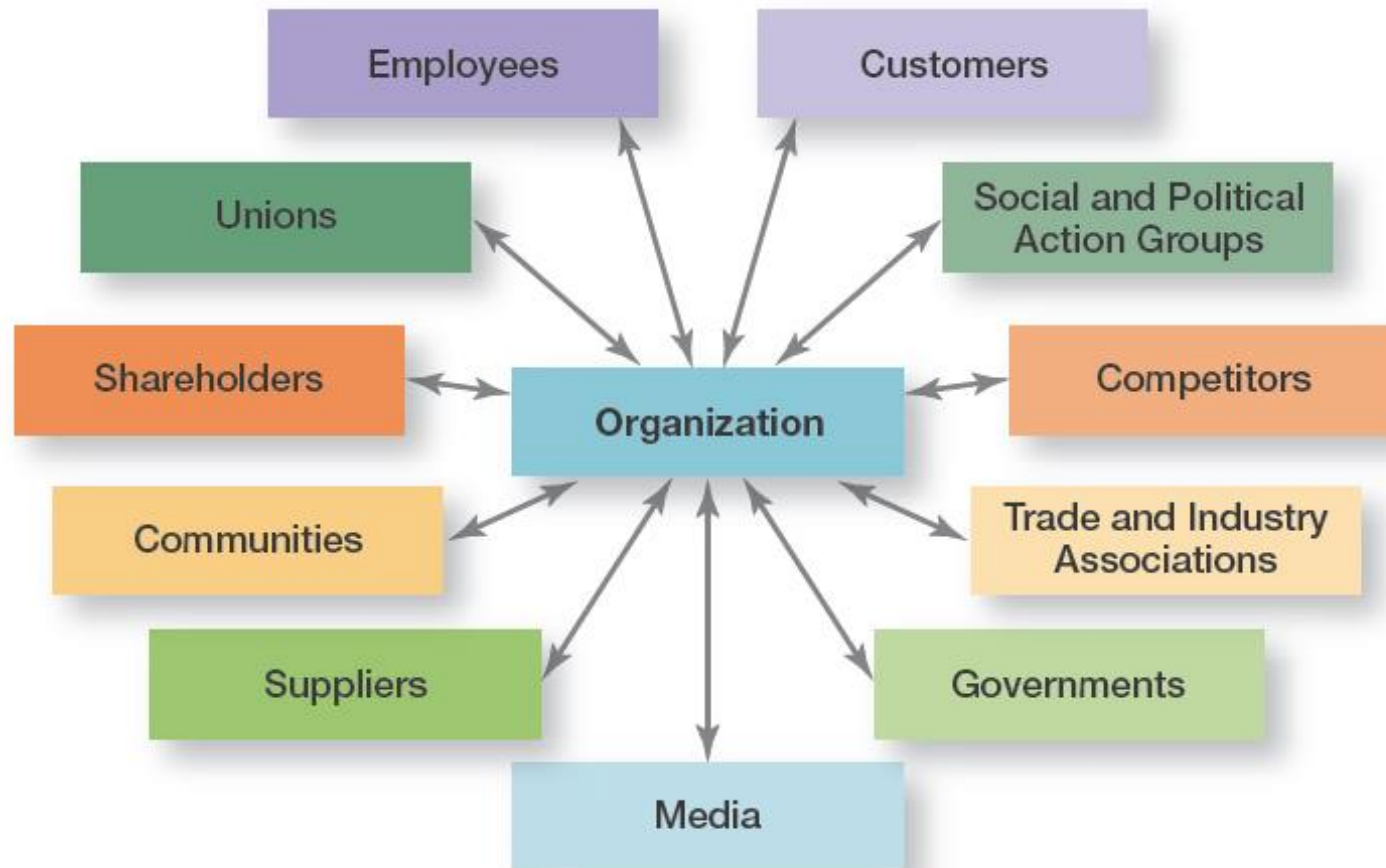 Employees
Customers
Unions
Social and Political
Action Groups
Shareholders
Competitors
Organization
Communities
Trade and Industry
Associations
Suppliers
Governments
Media